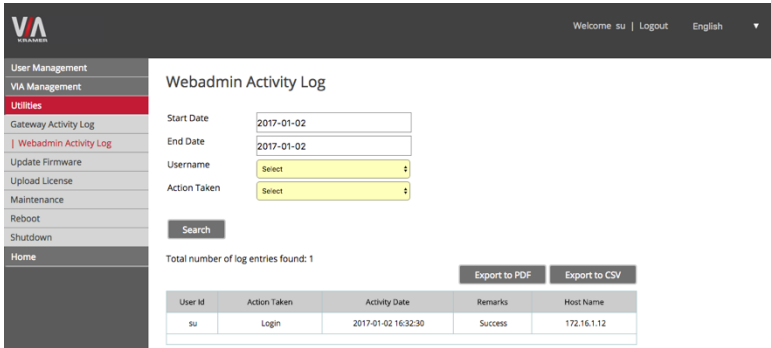 VIA
KRAMER
Welcome su | Logout English ▼
User Management
VIA Management
Utilities
Gateway Activity Log
| Webadmin Activity Log
Update Firmware
Upload License
Maintenance
Reboot
Shutdown
Home
Webadmin Activity Log
Start Date 2017-01-02
End Date 2017-01-02
Username Select
Action Taken Select
Search
Total number of log entries found: 1
Export to PDF Export to CSV
User Id Action Taken Activity Date Remarks Host Name
su Login 2017-01-02 16:32:30 Success 172.16.1.12